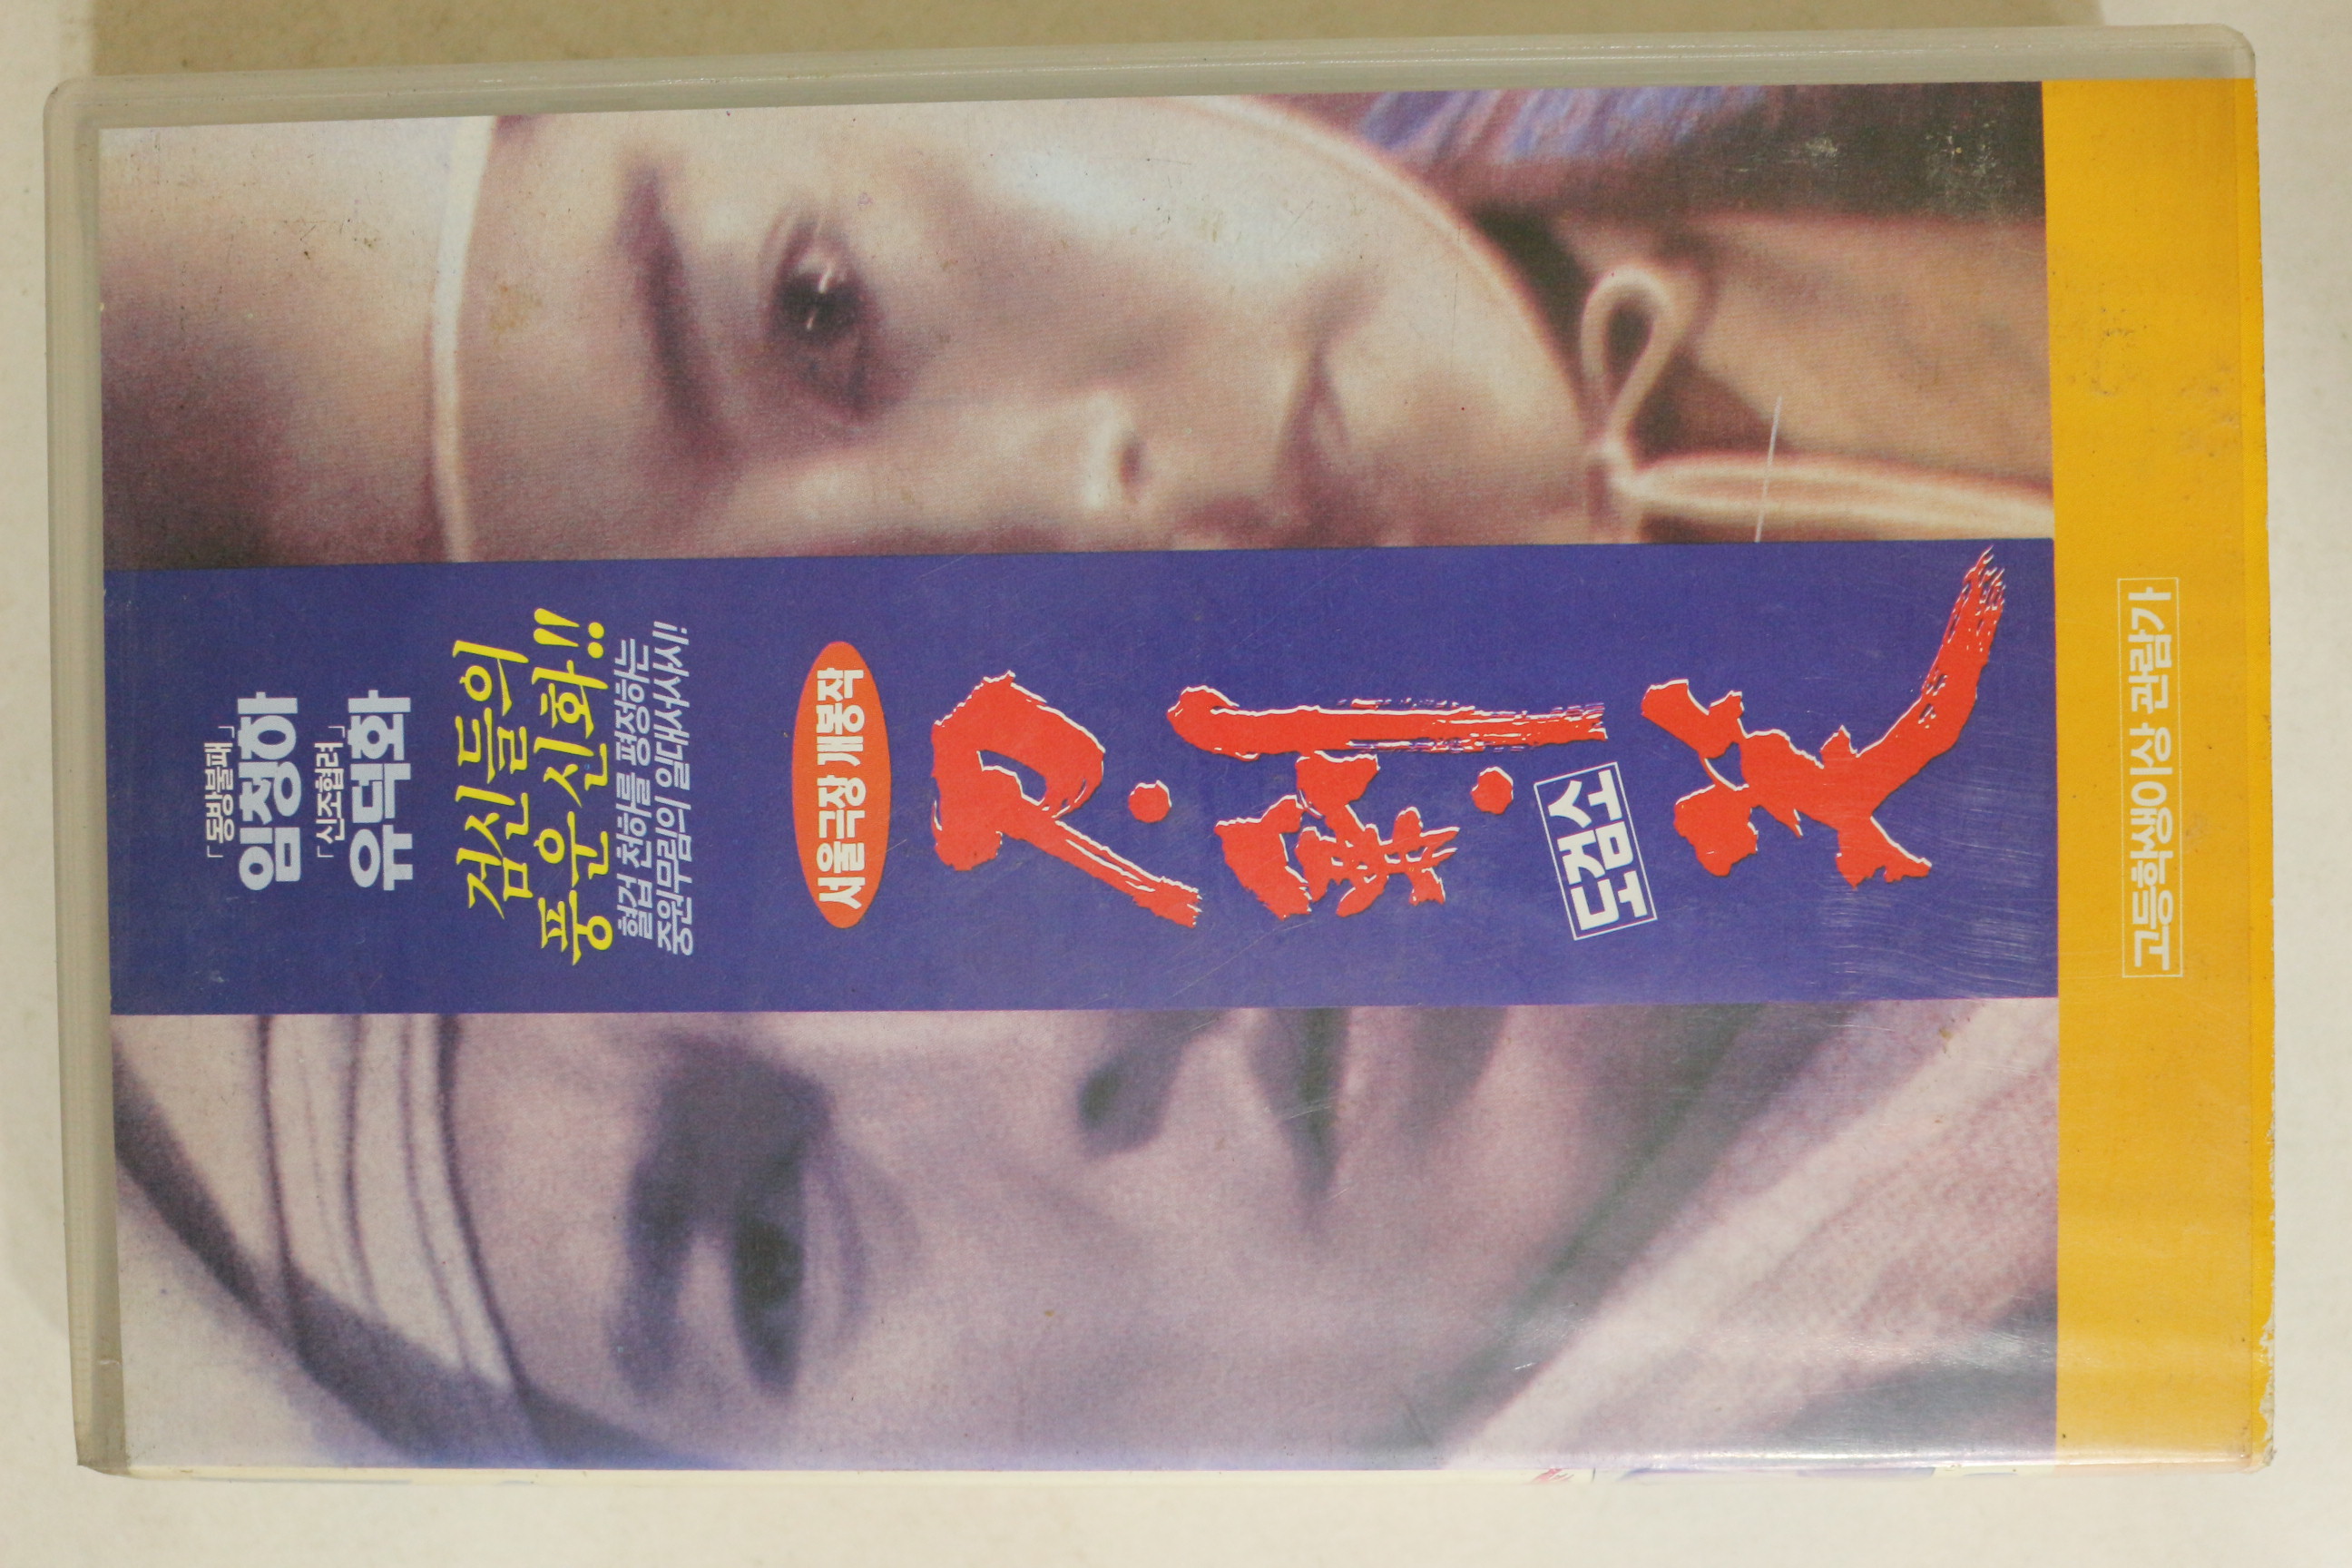 「동방불패」
임청하
「신조협려」
유덕화
검신들의
풍운신화!!
혈겁 천하를 평정하는
중원무림의 일대서사시!
서울극장 개봉작
刀·劍·笑
도검소
고등학생이상 관람가